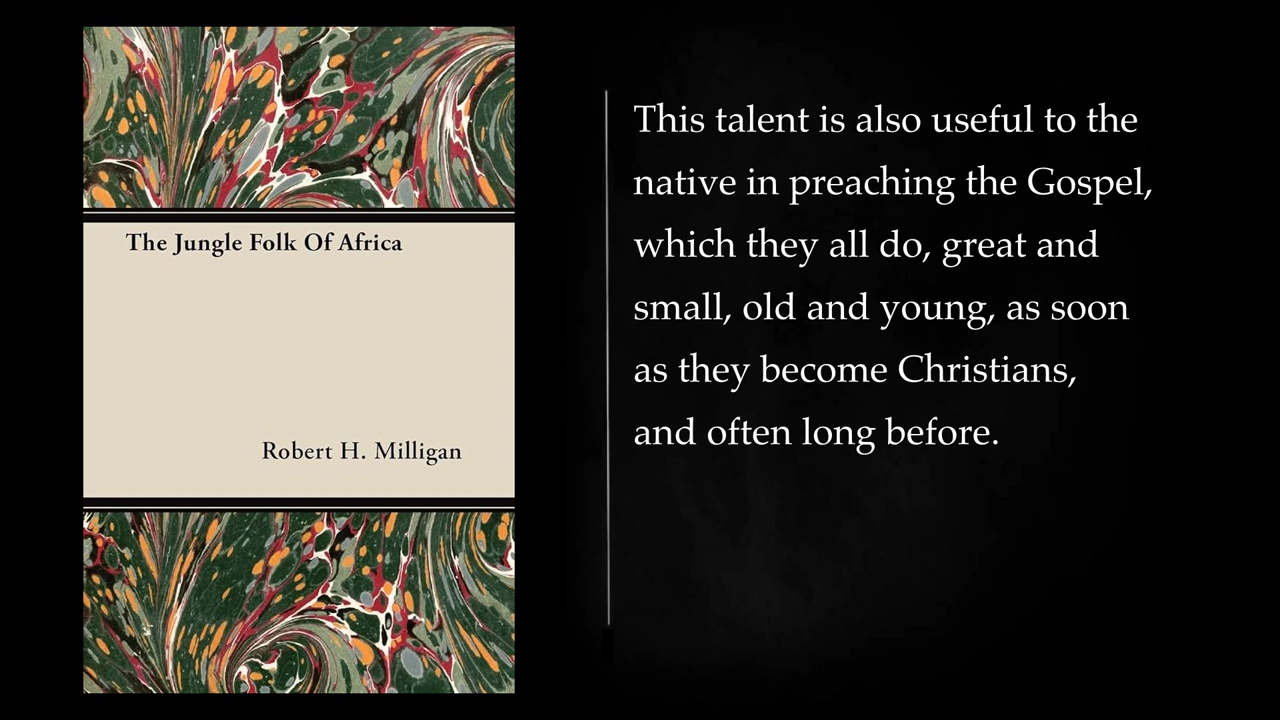 The Jungle Folk Of Africa
Robert H. Milligan
This talent is also useful to the
native in preaching the Gospel,
which they all do, great and
small, old and young, as soon
as they become Christians,
and often long before.